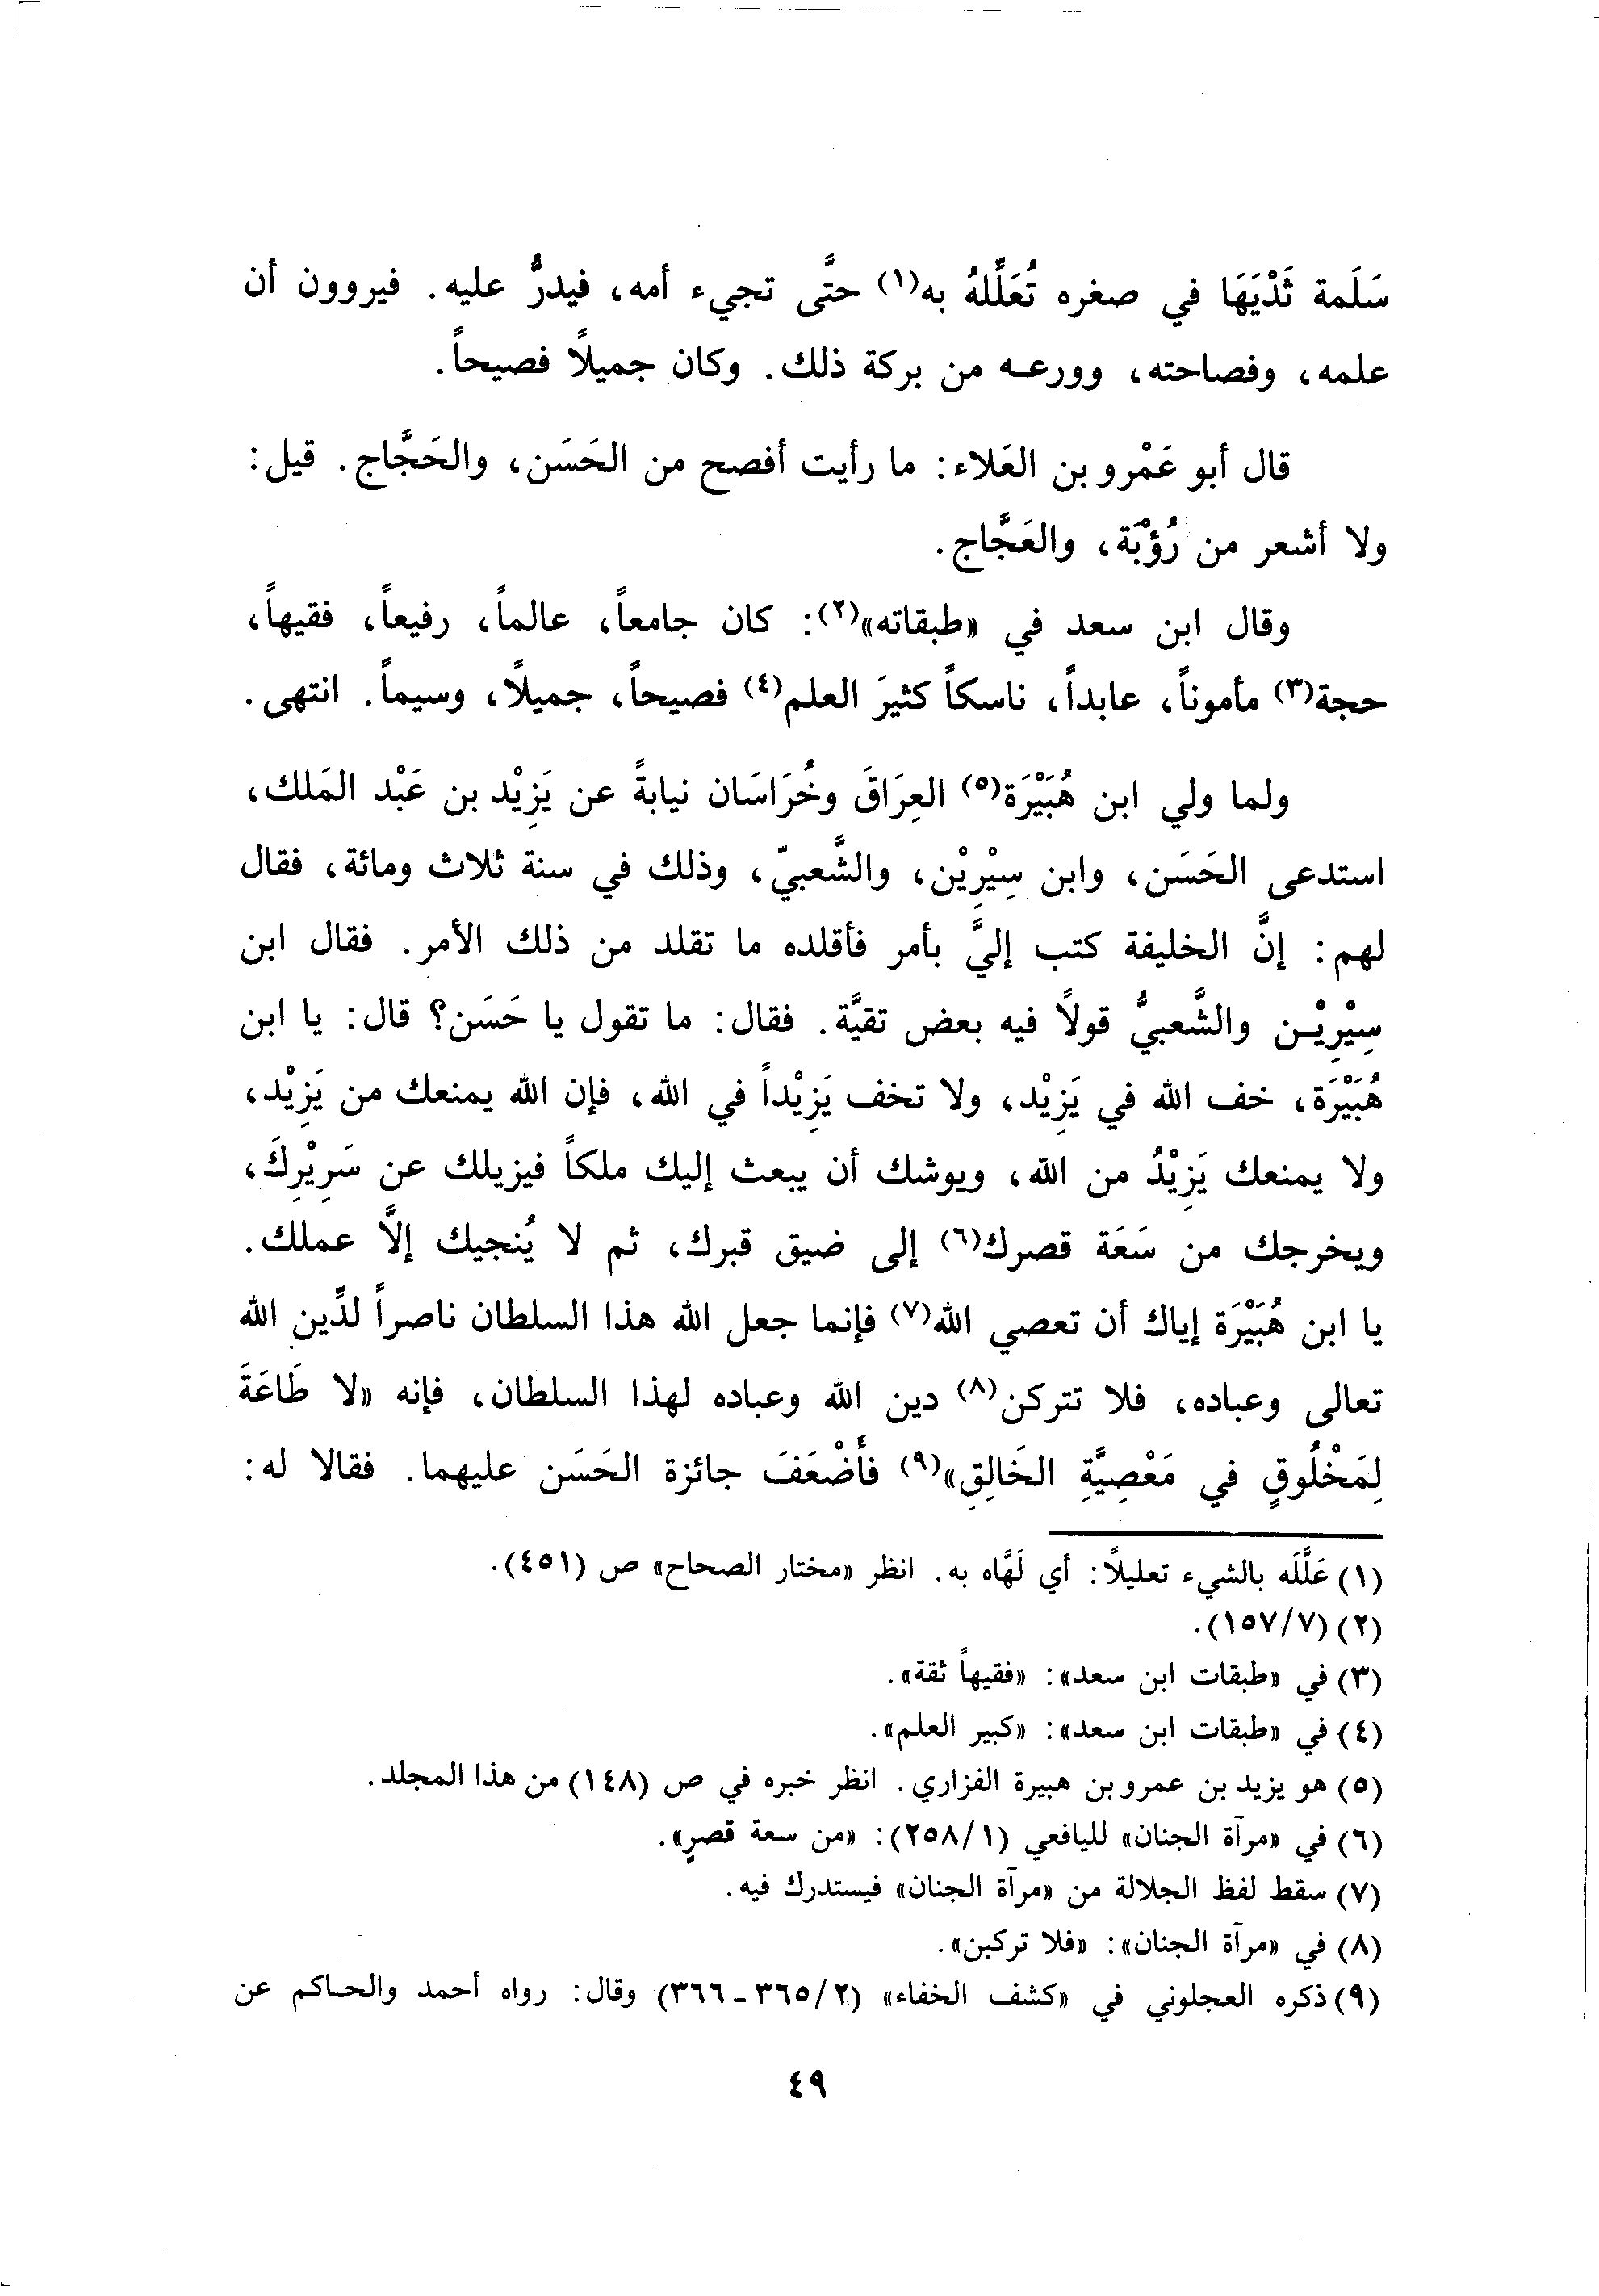 سَلَمة ثَدْيَهَا في صغره تُعَلِّلهُ به(١) حتَّى تجيء أمه، فيدرُّ عليه. فيروون أن
علمه، وفصاحته، وورعـه من بركة ذلك. وكان جميلاً فصيحاً.
قال أبو عَمْرو بن العَلاء: ما رأيت أفصح من الحَسَن، والحَجَّاج. قيل:
ولا أشعر من رُؤْبَة، والعَجَّاج.
وقال ابن سعد في «طبقاته»(٢): كان جامعاً، عالماً، رفيعاً، فقيهاً،
حجة(٣) مأموناً، عابداً، ناسكاً كثيرَ العلم(٤) فصيحاً، جميلاً، وسيماً. انتهى.
ولما ولي ابن هُبَيْرَة(٥) العِرَاقَ وخُرَاسَان نيابةً عن يَزِيْد بن عَبْد المَلك،
استدعى الحَسَن، وابن سِيْرِيْن، والشَّعبيّ، وذلك في سنة ثلاث ومائة، فقال
لهم: إنَّ الخليفة كتب إليَّ بأمر فأقلده ما تقلد من ذلك الأمر. فقال ابن
سِيْرِيْـن والشَّعبيُّ قولاً فيه بعض تقيَّة. فقال: ما تقول يا حَسَن؟ قال: يا ابن
هُبَيْرَة، خف الله في يَزِيْد، ولا تخف يَزِيْداً في الله، فإن الله يمنعك من يَزِيْد،
ولا يمنعك يَزِيْدُ من الله، ويوشك أن يبعث إليك ملكاً فيزيلك عن سَرِيْرِكَ،
ويخرجك من سَعَة قصرك(٦) إلى ضيق قبرك، ثم لا يُنجيك إلاَّ عملك.
يا ابن هُبَيْرَة إياك أن تعصي الله(٧) فإنما جعل الله هذا السلطان ناصراً لدِّين الله
تعالى وعباده، فلا تتركن(٨) دين الله وعباده لهذا السلطان، فإنه «لا طَاعَةَ
لِمَخْلُوقٍ في مَعْصِيَّةِ الخَالِقِ»(٩) فأَضْعَفَ جائزة الحَسَن عليهما. فقالا له:
(١) عَلَّلَه بالشيء تعليلاً: أي لَهَّاه به. انظر «مختار الصحاح» ص (٤٥١).
(٢) (١٥٧/٧).
(٣) في «طبقات ابن سعد»: «فقيهاً ثقة».
(٤) في «طبقات ابن سعد»: «كبير العلم».
(٥) هو يزيد بن عمرو بن هبيرة الفزاري. انظر خبره في ص (١٤٨) من هذا المجلد.
(٦) في «مرآة الجنان» لليافعي (٢٥٨/١): «من سعة قصرٍ».
(٧) سقط لفظ الجلالة من «مرآة الجنان» فيستدرك فيه.
(٨) في «مرآة الجنان»: «فلا تركبن».
(٩) ذكره العجلوني في «كشف الخفاء» (٣٦٥/٢ - ٣٦٦) وقال: رواه أحمد والحـاكم عن
٤٩